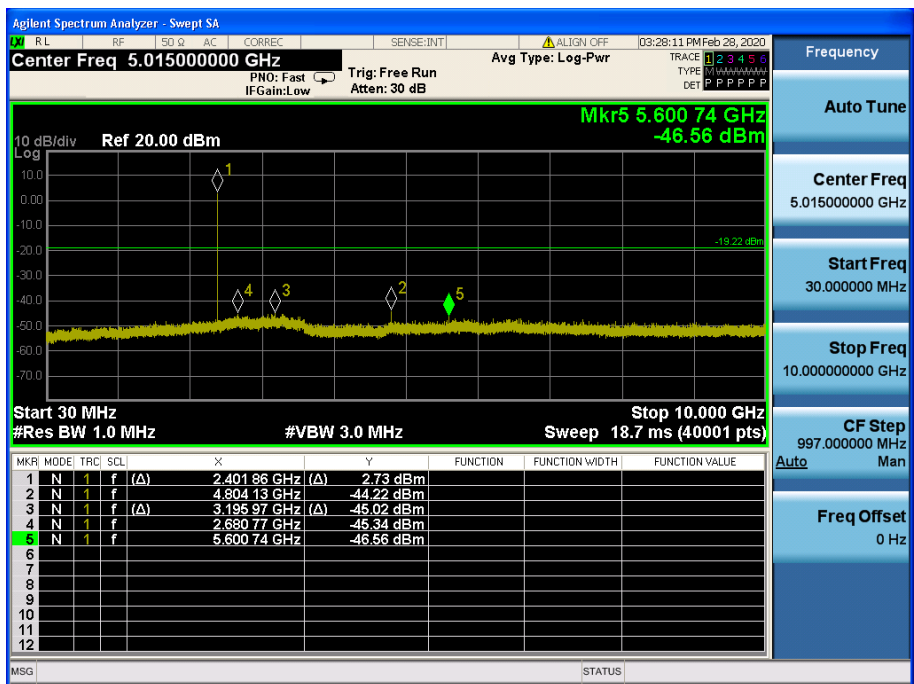 Agilent Spectrum Analyzer - Swept SA
LXI RL RF 50 Ω AC CORREC SENSE:INT ALIGN OFF 03:28:11 PM Feb 28, 2020
Center Freq 5.015000000 GHz
PNO: Fast
IFGain:Low
Trig: Free Run
Atten: 30 dB
Avg Type: Log-Pwr
TRACE 1 2 3 4 5 6
TYPE M
DET P P P P P P
Mkr5 5.600 74 GHz
-46.56 dBm
10 dB/div
Log
Ref 20.00 dBm
10.0
0.00
-10.0
-20.0
-30.0
-40.0
-50.0
-60.0
-70.0
1
4
3
2
5
-19.22 dBm
Start 30 MHz
Stop 10.000 GHz
#Res BW 1.0 MHz
#VBW 3.0 MHz
Sweep 18.7 ms (40001 pts)
MKR MODE TRC SCL X Y FUNCTION FUNCTION WIDTH FUNCTION VALUE
1 N 1 f (Δ) 2.401 86 GHz (Δ) 2.73 dBm
2 N 1 f 4.804 13 GHz -44.22 dBm
3 N 1 f (Δ) 3.195 97 GHz (Δ) -45.02 dBm
4 N 1 f 2.680 77 GHz -45.34 dBm
5 N 1 f 5.600 74 GHz -46.56 dBm
6
7
8
9
10
11
12
MSG
STATUS
Frequency
Auto Tune
Center Freq
5.015000000 GHz
Start Freq
30.000000 MHz
Stop Freq
10.000000000 GHz
CF Step
997.000000 MHz
Auto Man
Freq Offset
0 Hz